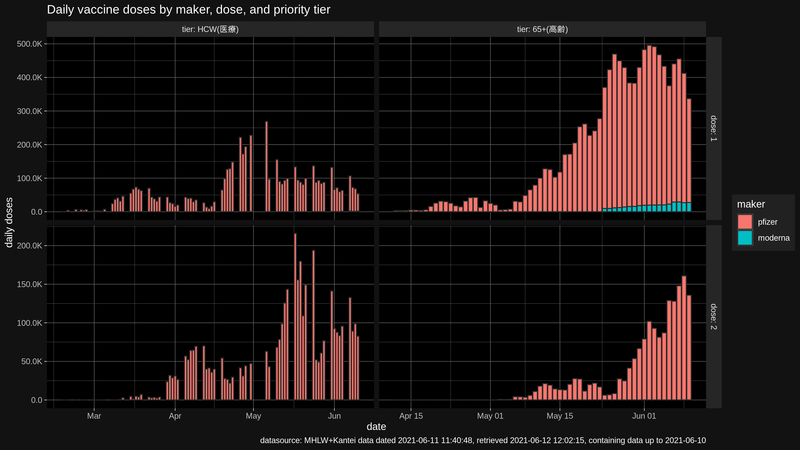 Daily vaccine doses by maker, dose, and priority tier
tier: HCW(医療)
tier: 65+(高齢)
500.0K
400.0K
300.0K
200.0K
100.0K
0.0
dose: 1
200.0K
150.0K
100.0K
50.0K
0.0
dose: 2
daily doses
Mar
Apr
May
Jun
Apr 15
May 01
May 15
Jun 01
date
maker
pfizer
moderna
datasource: MHLW+Kantei data dated 2021-06-11 11:40:48, retrieved 2021-06-12 12:02:15, containing data up to 2021-06-10